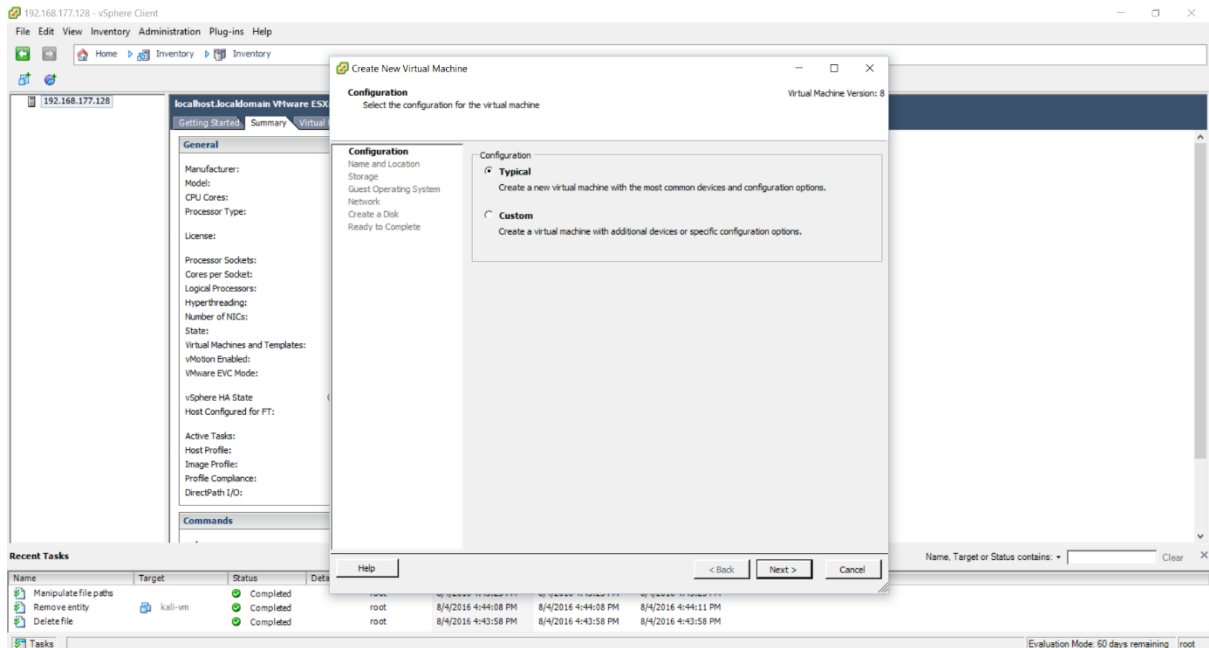 192.168.177.128 - vSphere Client
File Edit View Inventory Administration Plug-ins Help
Home Inventory Inventory
192.168.177.128
localhost.localdomain VMware ESX
Getting Started Summary Virtual
General
Manufacturer:
Model:
CPU Cores:
Processor Type:
License:
Processor Sockets:
Cores per Socket:
Logical Processors:
Hyperthreading:
Number of NICs:
State:
Virtual Machines and Templates:
vMotion Enabled:
VMware EVC Mode:
vSphere HA State
Host Configured for FT:
Active Tasks:
Host Profile:
Image Profile:
Profile Compliance:
DirectPath I/O:
Commands
Create New Virtual Machine
Configuration
Select the configuration for the virtual machine
Virtual Machine Version: 8
Configuration
Name and Location
Storage
Guest Operating System
Network
Create a Disk
Ready to Complete
Configuration
Typical
Create a new virtual machine with the most common devices and configuration options.
Custom
Create a virtual machine with additional devices or specific configuration options.
Help < Back Next > Cancel
Recent Tasks
Name, Target or Status contains: Clear
Name Target Status Deta
Manipulate file paths Completed
Remove entity kali-vm Completed root 8/4/2016 4:44:08 PM 8/4/2016 4:44:08 PM 8/4/2016 4:44:11 PM
Delete file Completed root 8/4/2016 4:43:58 PM 8/4/2016 4:43:58 PM 8/4/2016 4:43:58 PM
Tasks
Evaluation Mode: 60 days remaining root